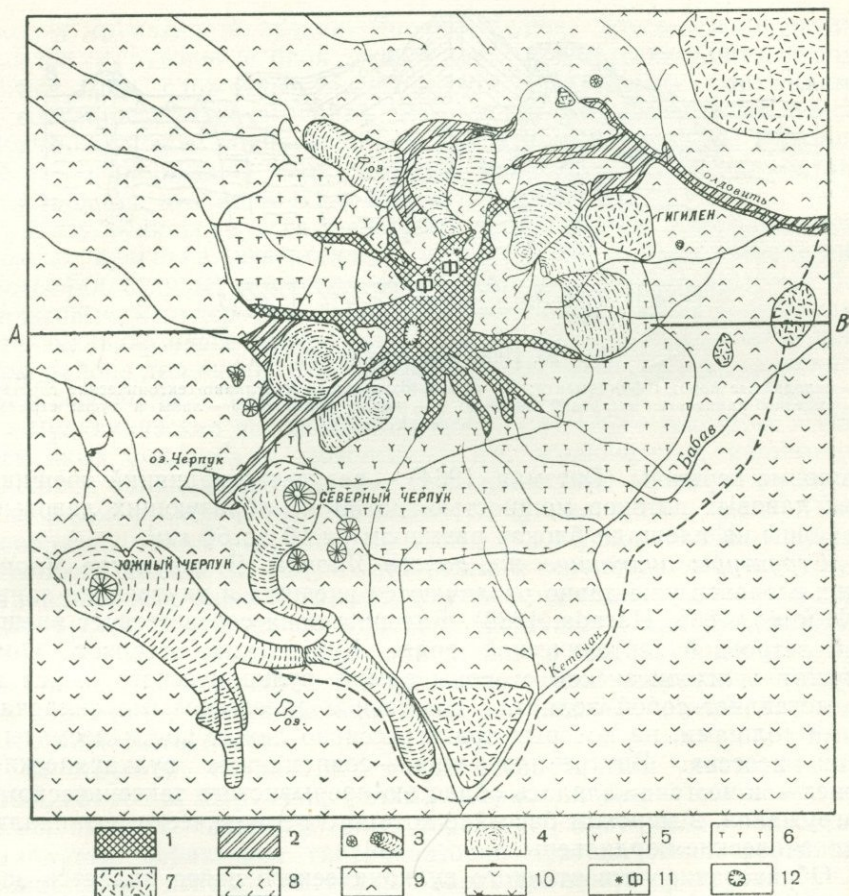 оз.
Голдовить
ГИГИЛЕН
А
В
Бабав
оз. Черпук
СЕВЕРНЫЙ ЧЕРПУК
ЮЖНЫЙ ЧЕРПУК
Кетачан
оз.
1 2 3 4 5 6
7 8 9 10 11 12